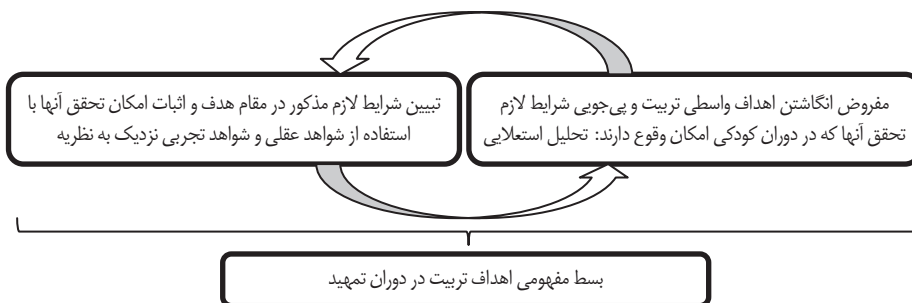 مفروض انگاشتن اهداف واسطی تربیت و پی‌جویی شرایط لازم
تحقق آنها که در دوران کودکی امکان وقوع دارند: تحلیل استعلایی
تبیین شرایط لازم مذکور در مقام هدف و اثبات امکان تحقق آنها با
استفاده از شواهد عقلی و شواهد تجربی نزدیک به نظریه
بسط مفهومی اهداف تربیت در دوران تمهید